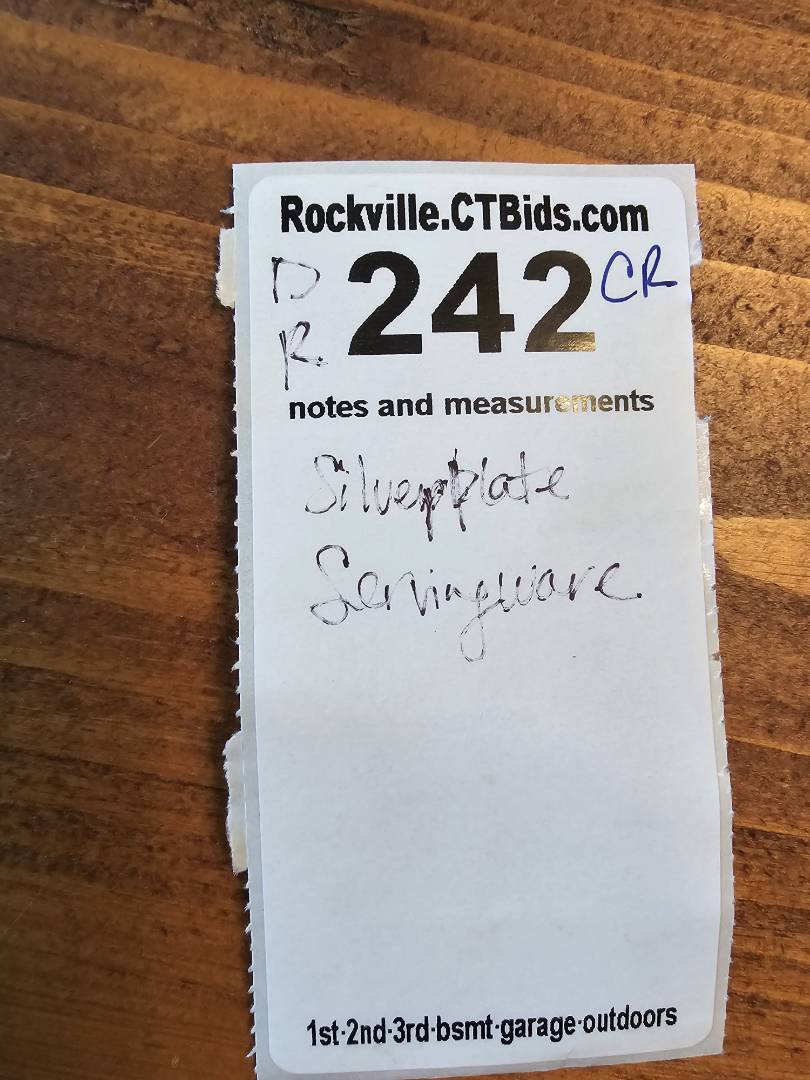 Rockville.CTBids.com
D 242 CR
R
notes and measurements
Silverplate
Servingware
1st·2nd·3rd·bsmt·garage·outdoors